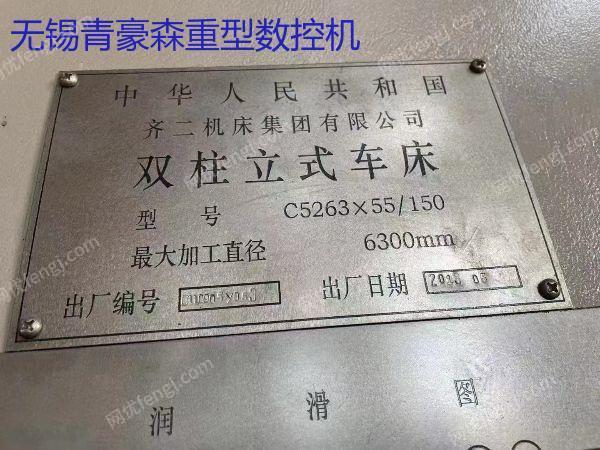 无锡青豪森重型数控机
中华人民共和国
齐二机床集团有限公司
双柱立式车床
型号 C5263×55/150
最大加工直径 6300mm
出厂编号 出厂日期
润滑图